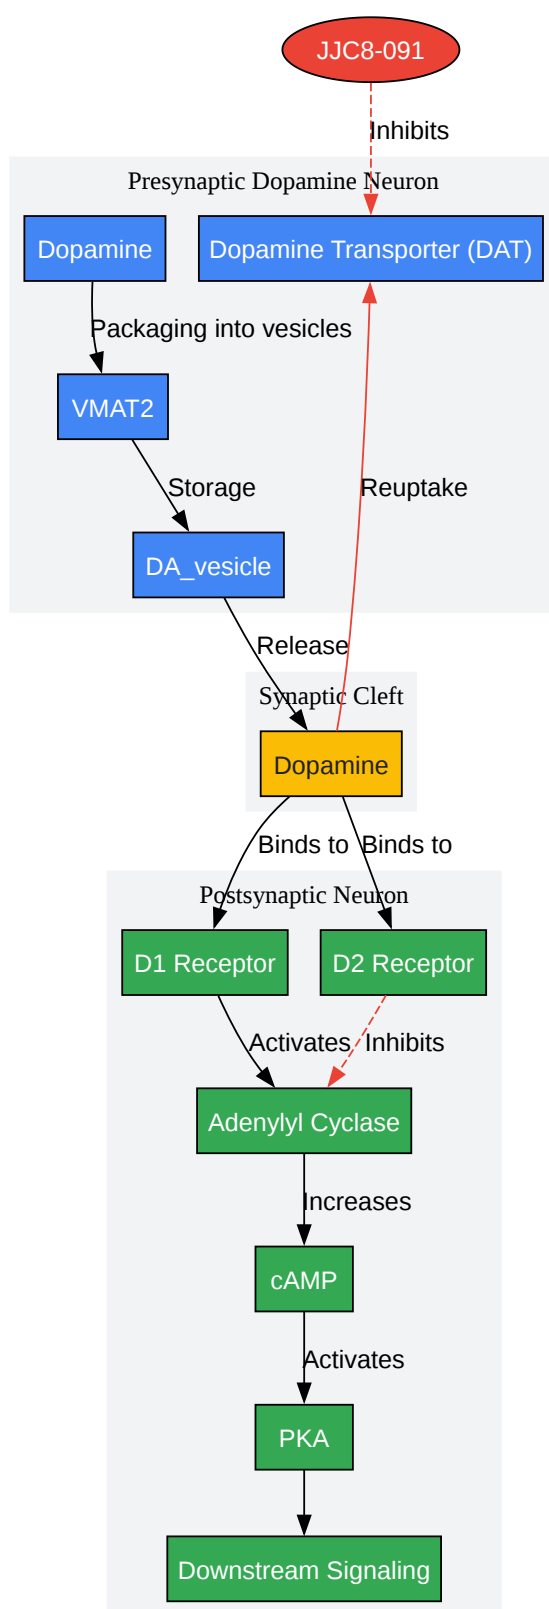 JJC8-091
Inhibits
Presynaptic Dopamine Neuron
Dopamine
Dopamine Transporter (DAT)
Packaging into vesicles
VMAT2
Storage
Reuptake
DA_vesicle
Release
Synaptic Cleft
Dopamine
Binds to
Binds to
Postsynaptic Neuron
D1 Receptor
D2 Receptor
Activates
Inhibits
Adenylyl Cyclase
Increases
cAMP
Activates
PKA
Downstream Signaling